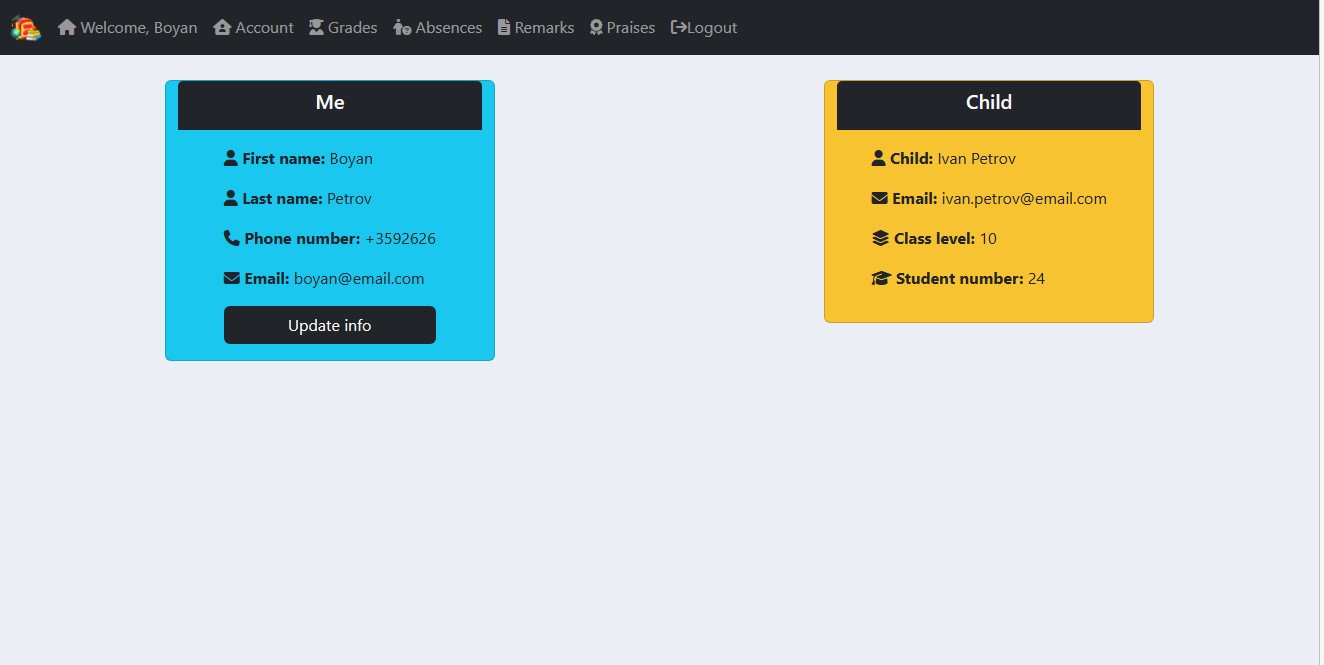 Welcome, Boyan Account Grades Absences Remarks Praises Logout
Me
First name: Boyan
Last name: Petrov
Phone number: +3592626
Email: boyan@email.com
Update info
Child
Child: Ivan Petrov
Email: ivan.petrov@email.com
Class level: 10
Student number: 24